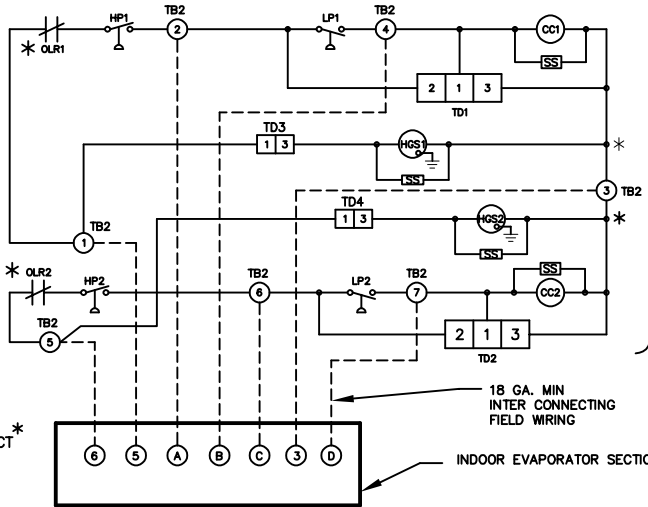 TB2 TB2
HP1 2 LP1 4 CC1
* OLR1 SS
2 1 3
TD1
TD3
1 3 HGS1 *
SS
3 TB2
TD4
TB2 1 3 HGS2 *
1 SS
* OLR2 HP2 TB2 LP2 TB2 SS
6 7 CC2
TB2
5 2 1 3
TD2
18 GA. MIN
INTER CONNECTING
FIELD WIRING
CT*
6 5 A B C 3 D
INDOOR EVAPORATOR SECTIO